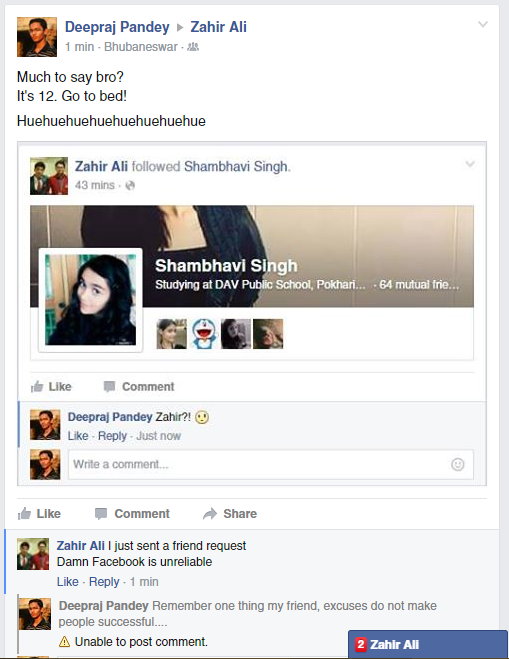 Deepraj Pandey ▶ Zahir Ali
1 min · Bhubaneswar ·
Much to say bro?
It's 12. Go to bed!
Huehuehuehuehuehuehuehue
Zahir Ali followed Shambhavi Singh.
43 mins ·
Shambhavi Singh
Studying at DAV Public School, Pokhari... · 64 mutual frie...
Like Comment
Deepraj Pandey Zahir?!
Like · Reply · Just now
Write a comment...
Like Comment Share
Zahir Ali I just sent a friend request
Damn Facebook is unreliable
Like · Reply · 1 min
Deepraj Pandey Remember one thing my friend, excuses do not make
people successful....
Unable to post comment.
2 Zahir Ali